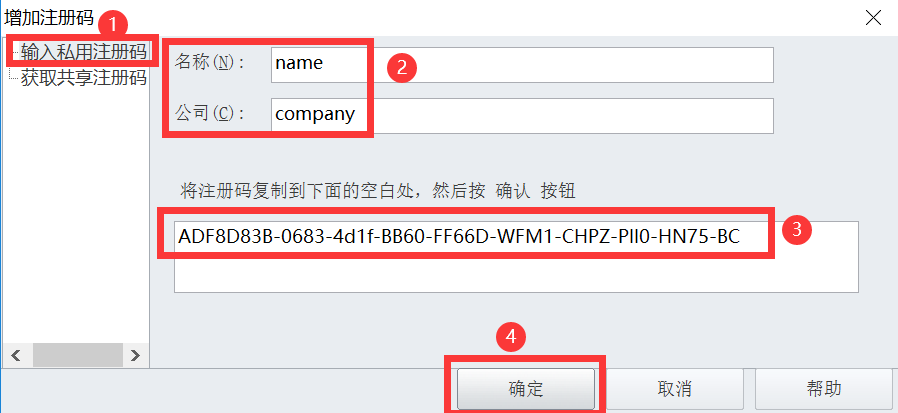 增加注册码
1
输入私用注册码
获取共享注册码
名称(N):
name
2
公司(C):
company
将注册码复制到下面的空白处，然后按 确认 按钮
ADF8D83B-0683-4d1f-BB60-FF66D-WFM1-CHPZ-PII0-HN75-BC
3
4
确定
取消
帮助